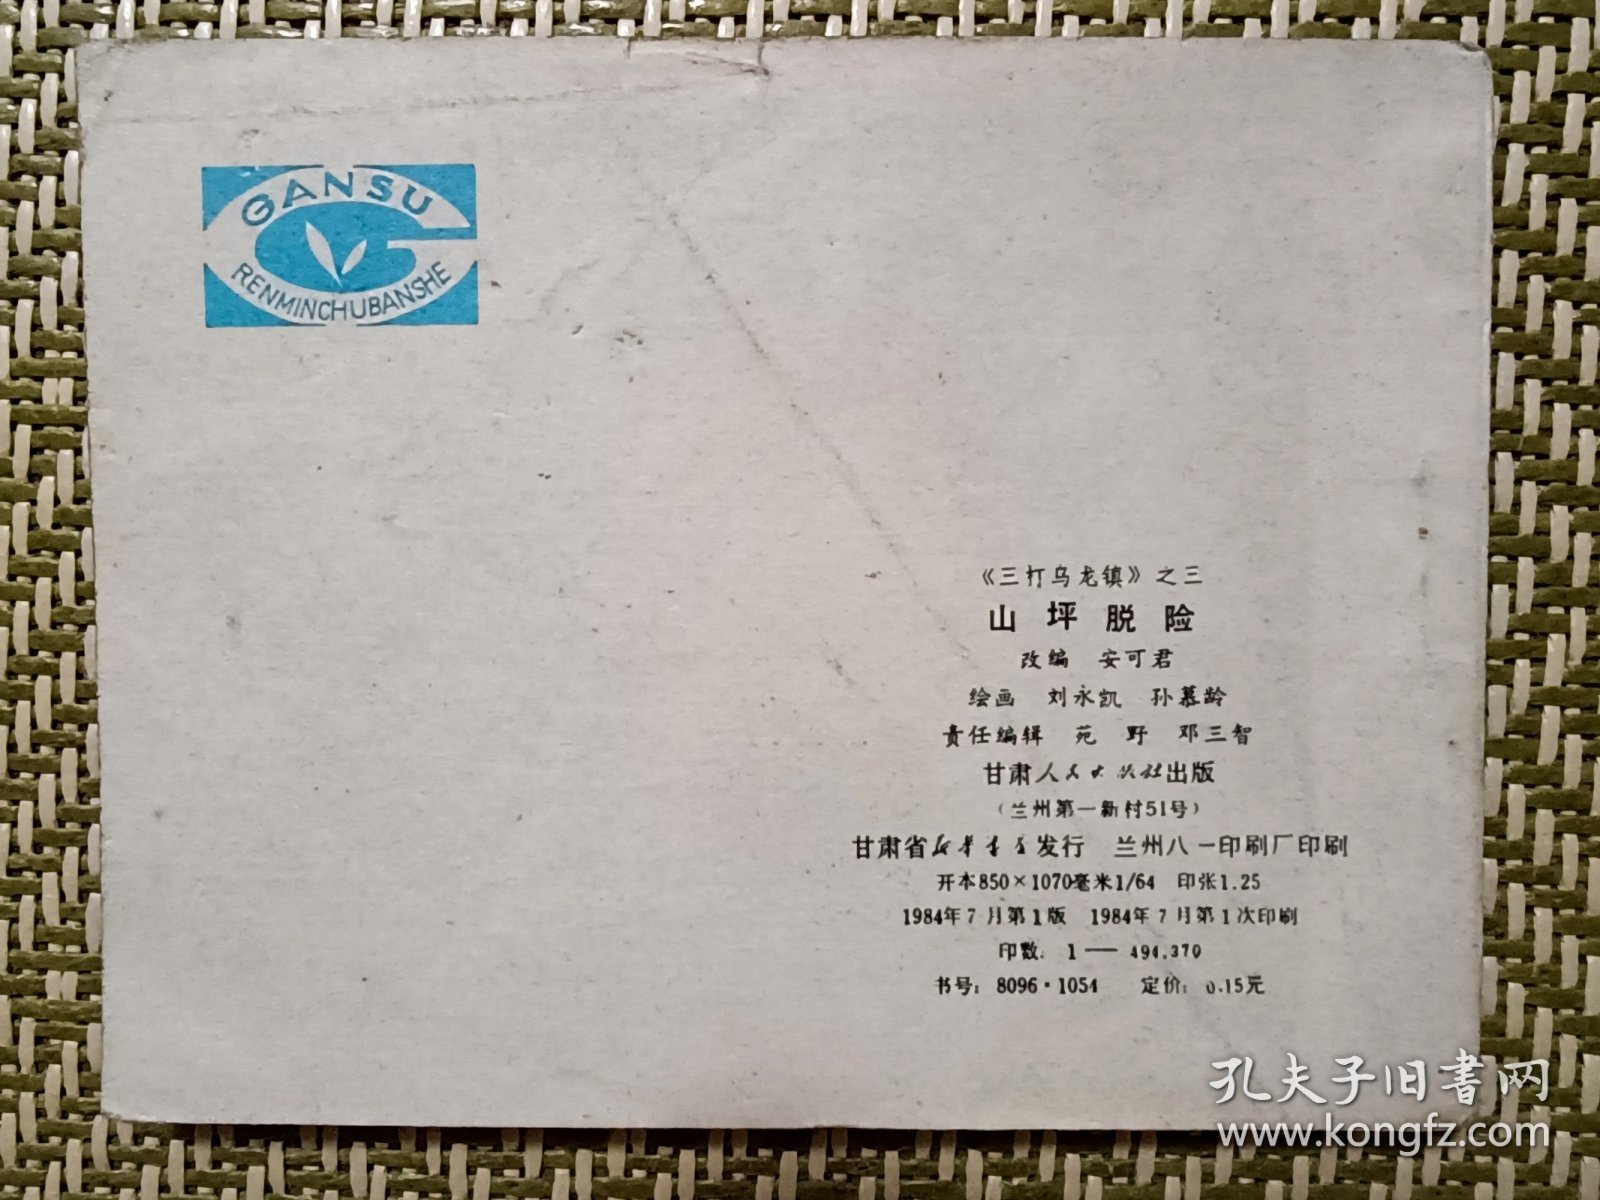 GANSU
RENMINCHUBANSHE
《三打乌龙镇》之三
山坪脱险
改编 安可君
绘画 刘永凯 孙慕龄
责任编辑 苑 野 邓三智
甘肃人民出版社出版
(兰州第一新村51号)
甘肃省新华书店发行 兰州八一印刷厂印刷
开本850×1070毫米1/64 印张1.25
1984年7月第1版 1984年7月第1次印刷
印数: 1——494,370
书号: 8096·1054 定价: 0.15元
孔夫子旧书网
www.kongfz.com